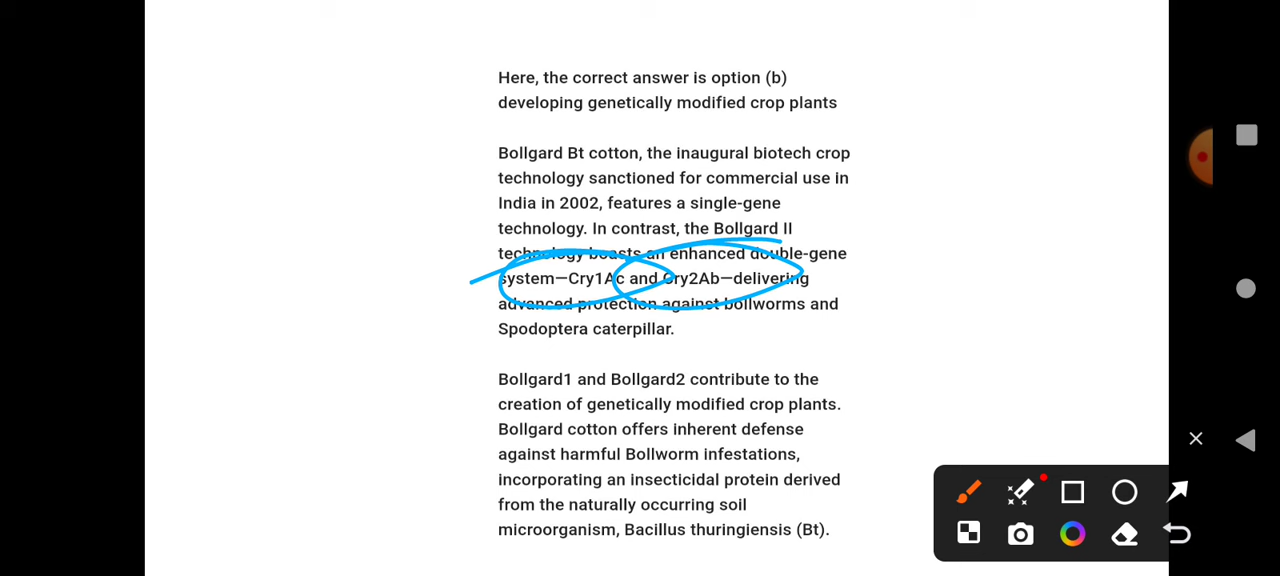 Here, the correct answer is option (b)
developing genetically modified crop plants
Bollgard Bt cotton, the inaugural biotech crop
technology sanctioned for commercial use in
India in 2002, features a single-gene
technology. In contrast, the Bollgard II
technology boasts an enhanced double-gene
system—Cry1Ac and Cry2Ab—delivering
advanced protection against bollworms and
Spodoptera caterpillar.
Bollgard1 and Bollgard2 contribute to the
creation of genetically modified crop plants.
Bollgard cotton offers inherent defense
against harmful Bollworm infestations,
incorporating an insecticidal protein derived
from the naturally occurring soil
microorganism, Bacillus thuringiensis (Bt).